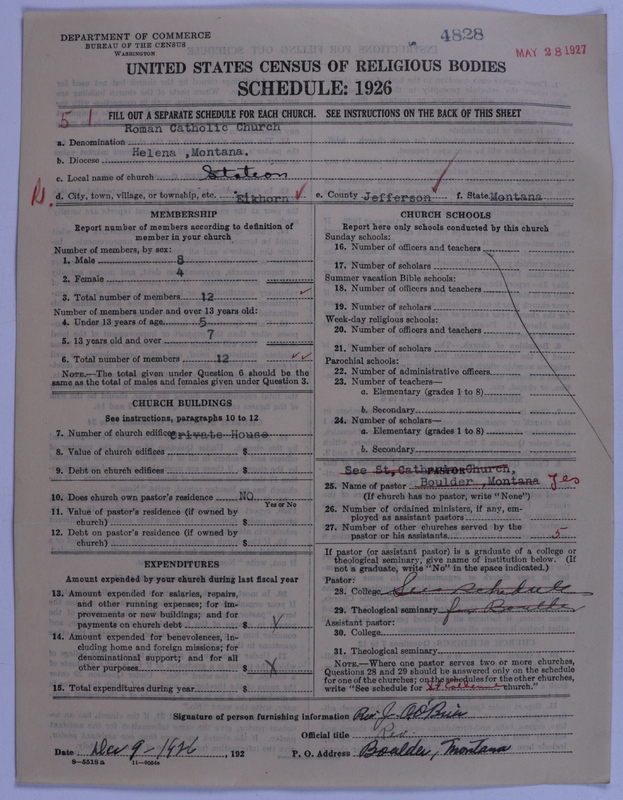 DEPARTMENT OF COMMERCE
BUREAU OF THE CENSUS
WASHINGTON
4828
MAY 28 1927
UNITED STATES CENSUS OF RELIGIOUS BODIES
SCHEDULE: 1926
51 FILL OUT A SEPARATE SCHEDULE FOR EACH CHURCH. SEE INSTRUCTIONS ON THE BACK OF THIS SHEET
a. Denomination Roman Catholic Church
b. Diocese Helena ,Montana.
c. Local name of church Station
d. City, town, village, or township, etc. Elkhorn e. County Jefferson f. State Montana
MEMBERSHIP
Report number of members according to definition of member in your church
Number of members, by sex:
1. Male 8
2. Female 4
3. Total number of members 12
Number of members under and over 13 years old:
4. Under 13 years of age 5
5. 13 years old and over 7
6. Total number of members 12
NOTE.—The total given under Question 6 should be
same as the total of males and females given under Question 3.
CHURCH BUILDINGS
See instructions, paragraphs 10 to 12
7. Number of church edifices Private House
8. Value of church edifices $
9. Debt on church edifices $
10. Does church own pastor's residence NO
Yes or No
11. Value of pastor's residence (if owned by
church) $
12. Debt on pastor's residence (if owned by
church) $
EXPENDITURES
Amount expended by your church during last fiscal year
13. Amount expended for salaries, repairs,
and other running expenses; for im-
provements or new buildings; and for
payments on church debt $ X
14. Amount expended for benevolences, in-
cluding home and foreign missions; for
denominational support; and for all
other purposes $ X
15. Total expenditures during year $
CHURCH SCHOOLS
Report here only schools conducted by this church
Sunday schools:
16. Number of officers and teachers
17. Number of scholars
Summer vacation Bible schools:
18. Number of officers and teachers
19. Number of scholars
Week-day religious schools:
20. Number of officers and teachers
21. Number of scholars
Parochial schools:
22. Number of administrative officers
23. Number of teachers—
a. Elementary (grades 1 to 8)
b. Secondary
24. Number of scholars—
a. Elementary (grades 1 to 8)
b. Secondary
PASTOR
See St, Cath Church,
25. Name of pastor Boulder ,Montana yes
(If church has no pastor, write "None")
26. Number of ordained ministers, if any, em-
ployed as assistant pastors
27. Number of other churches served by the
pastor or his assistants 5
If pastor (or assistant pastor) is a graduate of a college or
theological seminary, give name of institution below. (If
not a graduate, write "No" in the space indicated.)
Pastor:
28. College See schedule
29. Theological seminary for Boulder
Assistant pastor:
30. College
31. Theological seminary
NOTE.—Where one pastor serves two or more churches,
Questions 28 and 29 should be answered only on the schedule
for one of the churches; on the schedules for the other churches,
write "See schedule for church."
Signature of person furnishing information Rev. J. O'Brien
Official title Rev
Date Dec 9 - 1926, 192 P. O. Address Boulder, Montana
8—5518 a